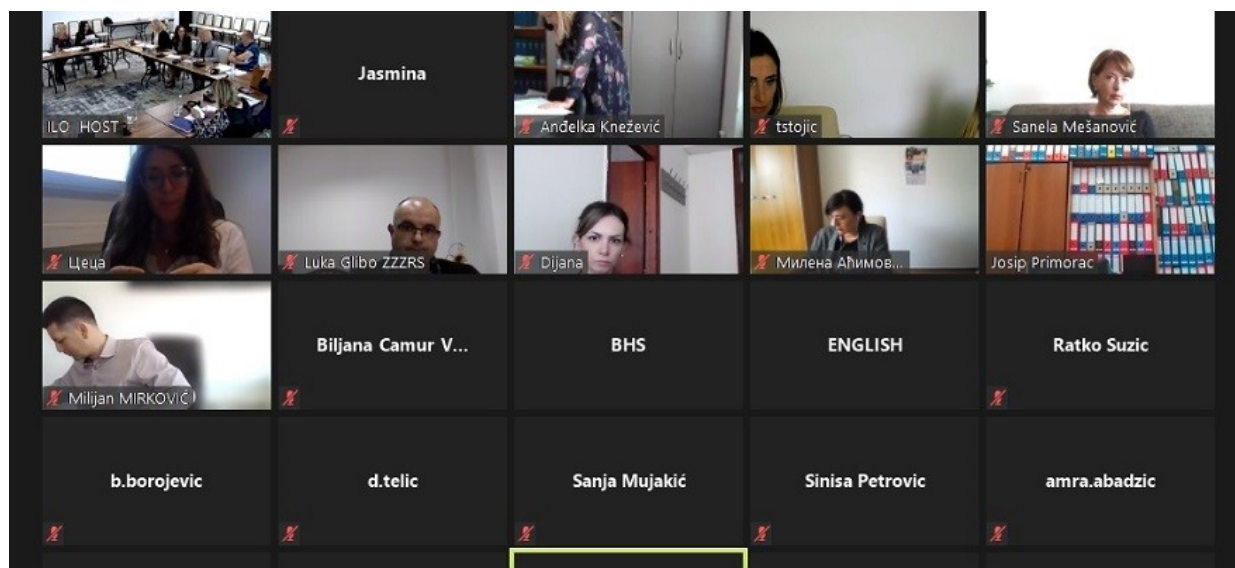 ILO HOST
Jasmina
Anđelka Knežević
tstojic
Sanela Mešanović
Цеца
Luka Glibo ZZZRS
Dijana
Милена Аћимов...
Josip Primorac
Milijan MIRKOVIĆ
Biljana Camur V...
BHS
ENGLISH
Ratko Suzic
b.borojevic
d.telic
Sanja Mujakić
Sinisa Petrovic
amra.abadzic